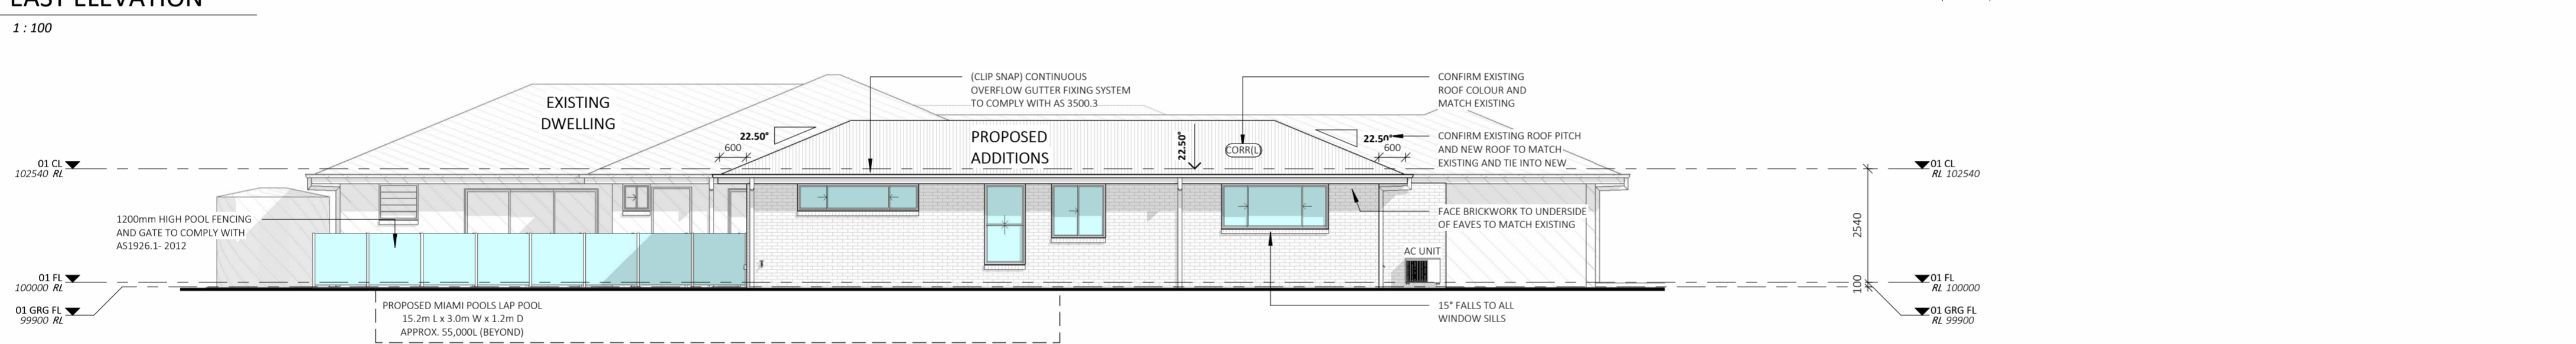 EAST ELEVATION
1 : 100
EXISTING
DWELLING
(CLIP SNAP) CONTINUOUS
OVERFLOW GUTTER FIXING SYSTEM
TO COMPLY WITH AS 3500.3
CONFIRM EXISTING
ROOF COLOUR AND
MATCH EXISTING
22.50°
600
PROPOSED
ADDITIONS
22.50°
CORR(L)
22.50°
600
CONFIRM EXISTING ROOF PITCH
AND NEW ROOF TO MATCH
EXISTING AND TIE INTO NEW
01 CL
102540 RL
01 CL
RL 102540
1200mm HIGH POOL FENCING
AND GATE TO COMPLY WITH
AS1926.1- 2012
FACE BRICKWORK TO UNDERSIDE
OF EAVES TO MATCH EXISTING
2540
AC UNIT
01 FL
100000 RL
01 FL
RL 100000
100
01 GRG FL
99900 RL
PROPOSED MIAMI POOLS LAP POOL
15.2m L x 3.0m W x 1.2m D
APPROX. 55,000L (BEYOND)
15° FALLS TO ALL
WINDOW SILLS
01 GRG FL
RL 99900